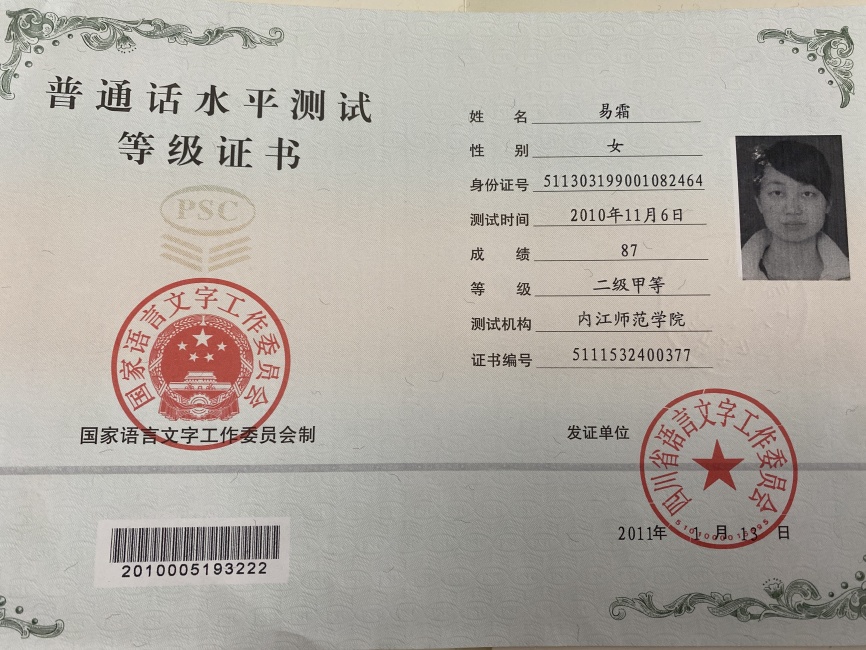 普通话水平测试
等级证书
PSC
国家语言文字工作委员会
国家语言文字工作委员会制
2010005193222
姓 名 易霜
性 别 女
身份证号 511303199001082464
测试时间 2010年11月6日
成 绩 87
等 级 二级甲等
测试机构 内江师范学院
证书编号 5111532400377
发证单位
四川省语言文字工作委员会
2011年 1 月 13 日